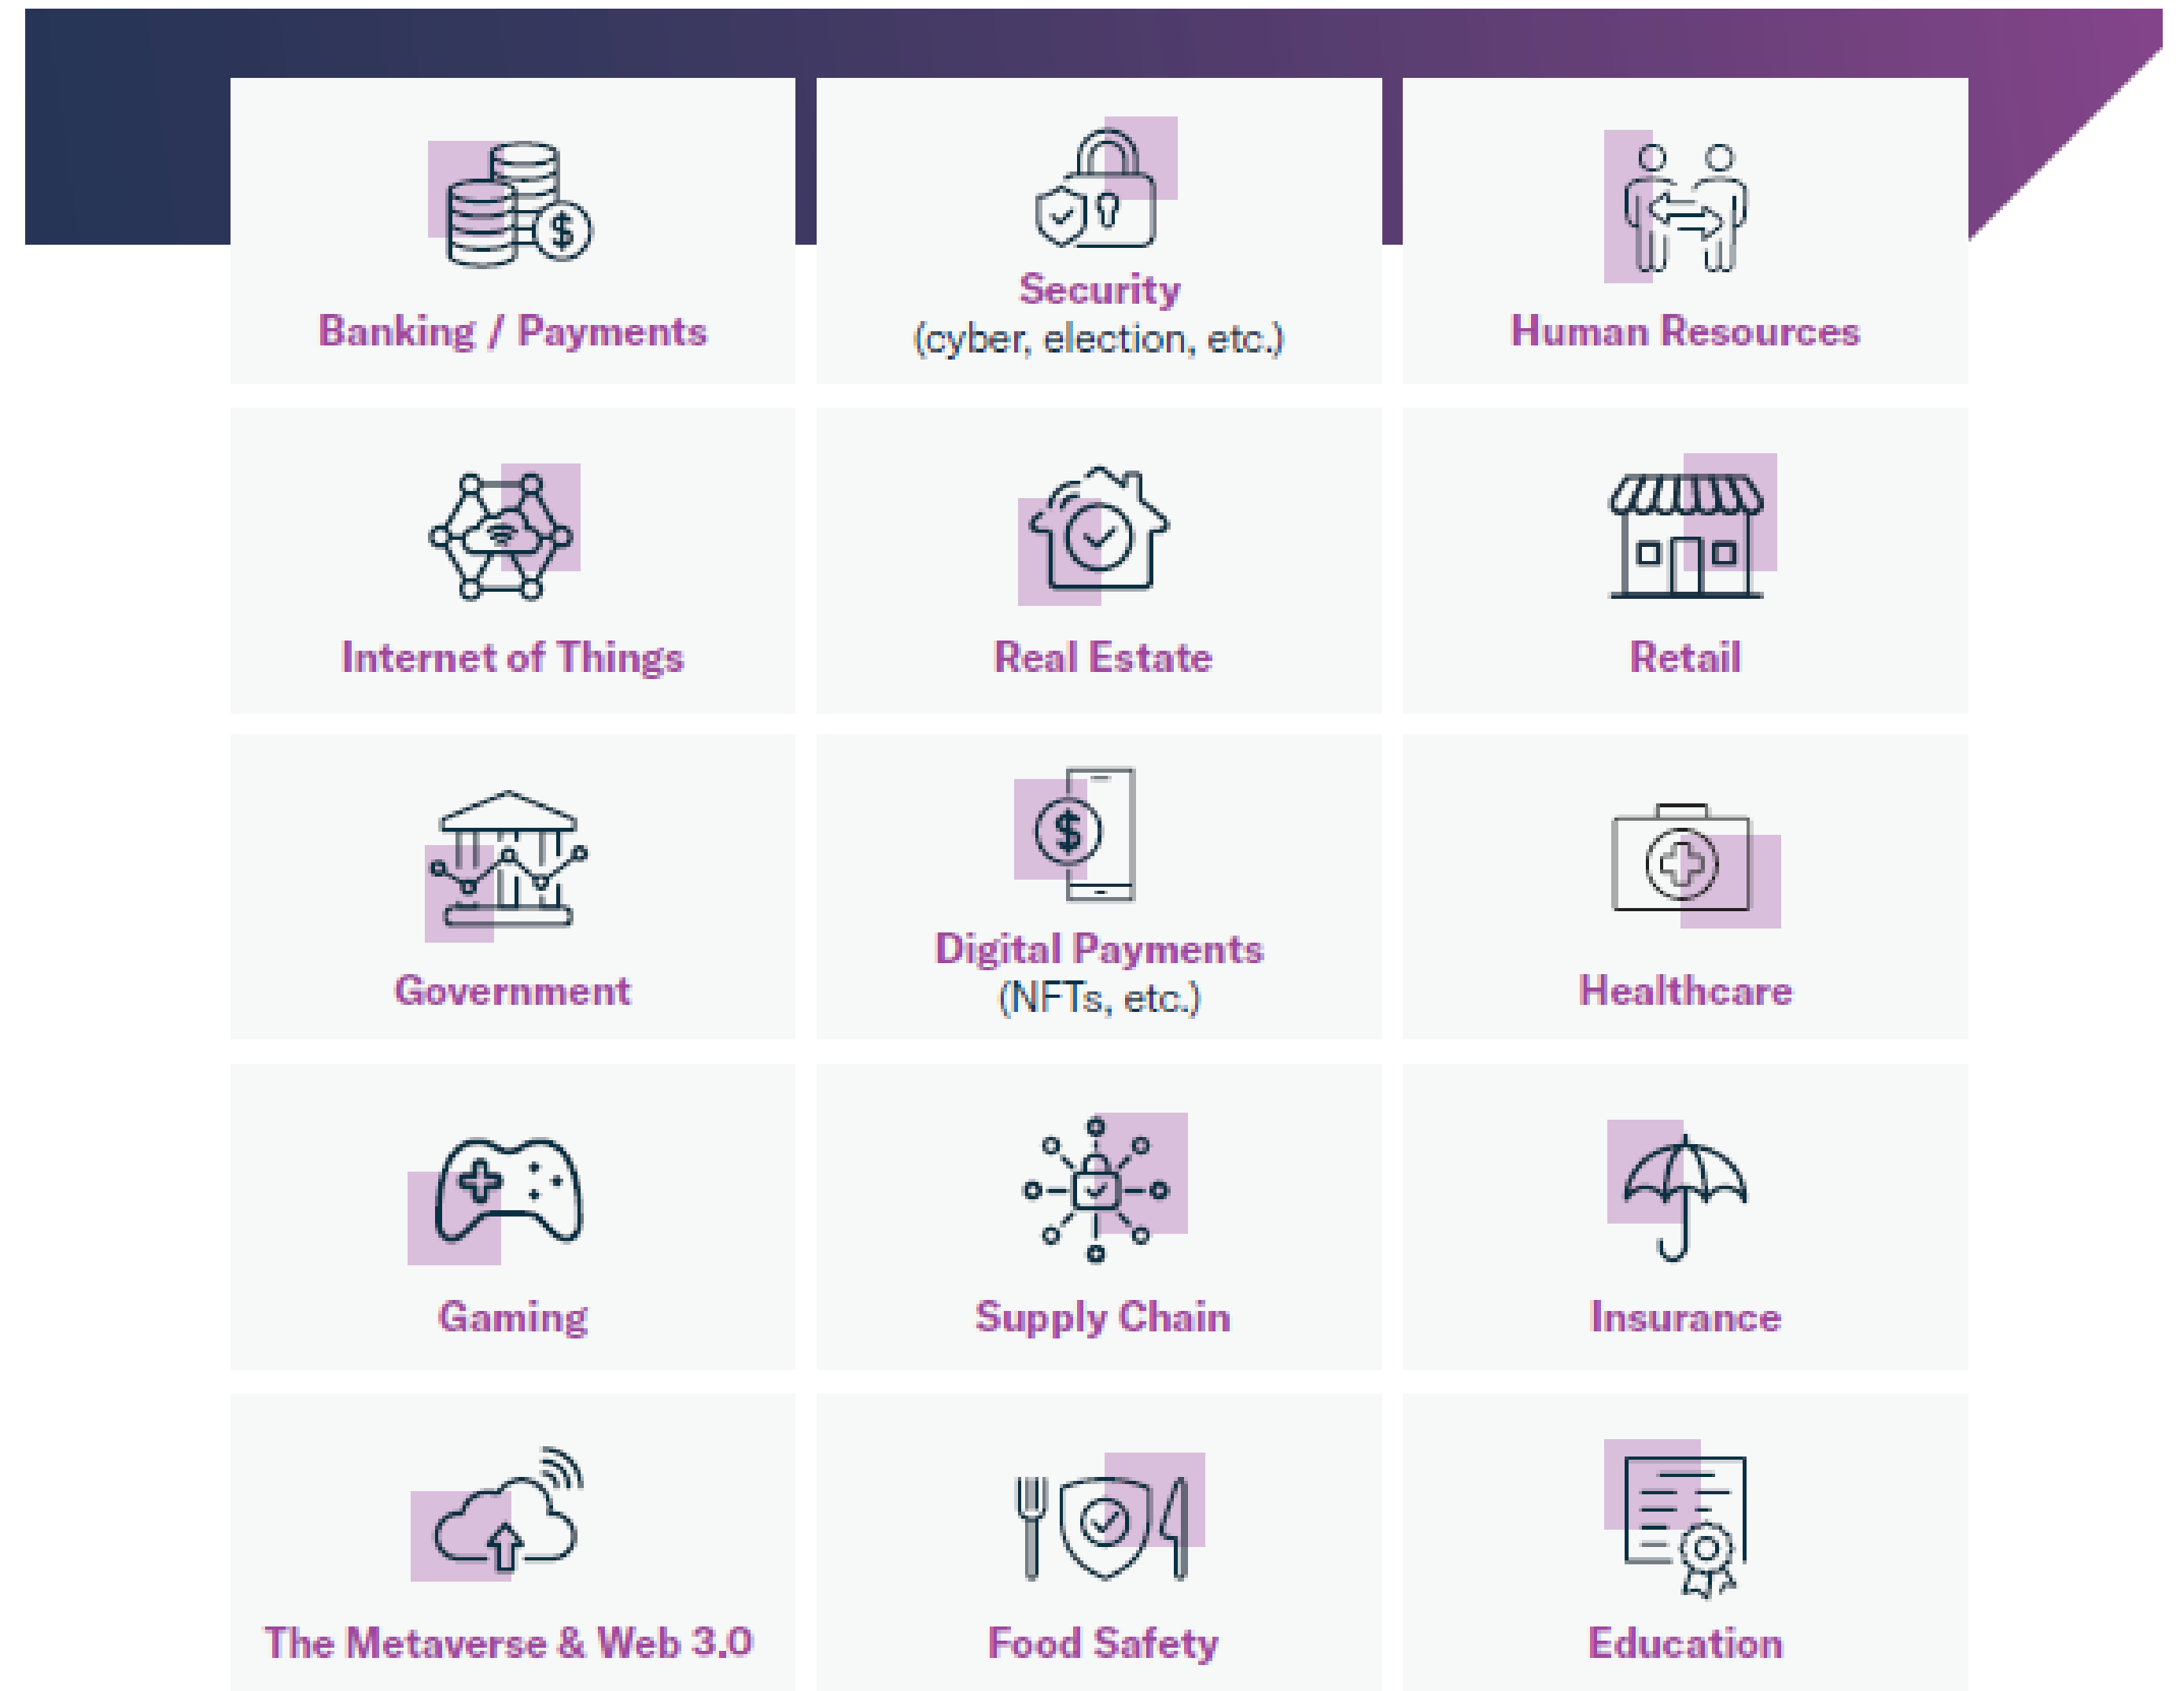 Banking / Payments
Security
(cyber, election, etc.)
Human Resources
Internet of Things
Real Estate
Retail
Government
Digital Payments
(NFTs, etc.)
Healthcare
Gaming
Supply Chain
Insurance
The Metaverse & Web 3.0
Food Safety
Education